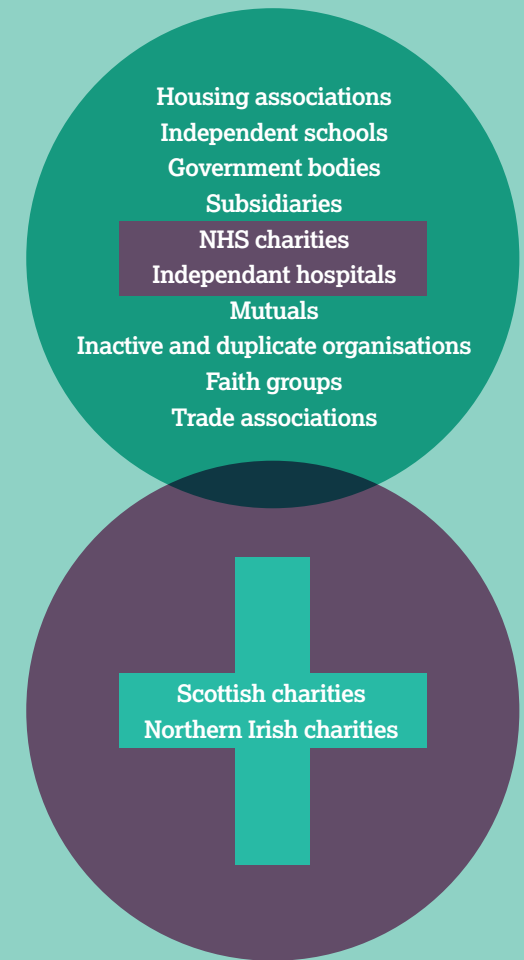 Housing associations
Independent schools
Government bodies
Subsidiaries
NHS charities
Independant hospitals
Mutuals
Inactive and duplicate organisations
Faith groups
Trade associations
Scottish charities
Northern Irish charities